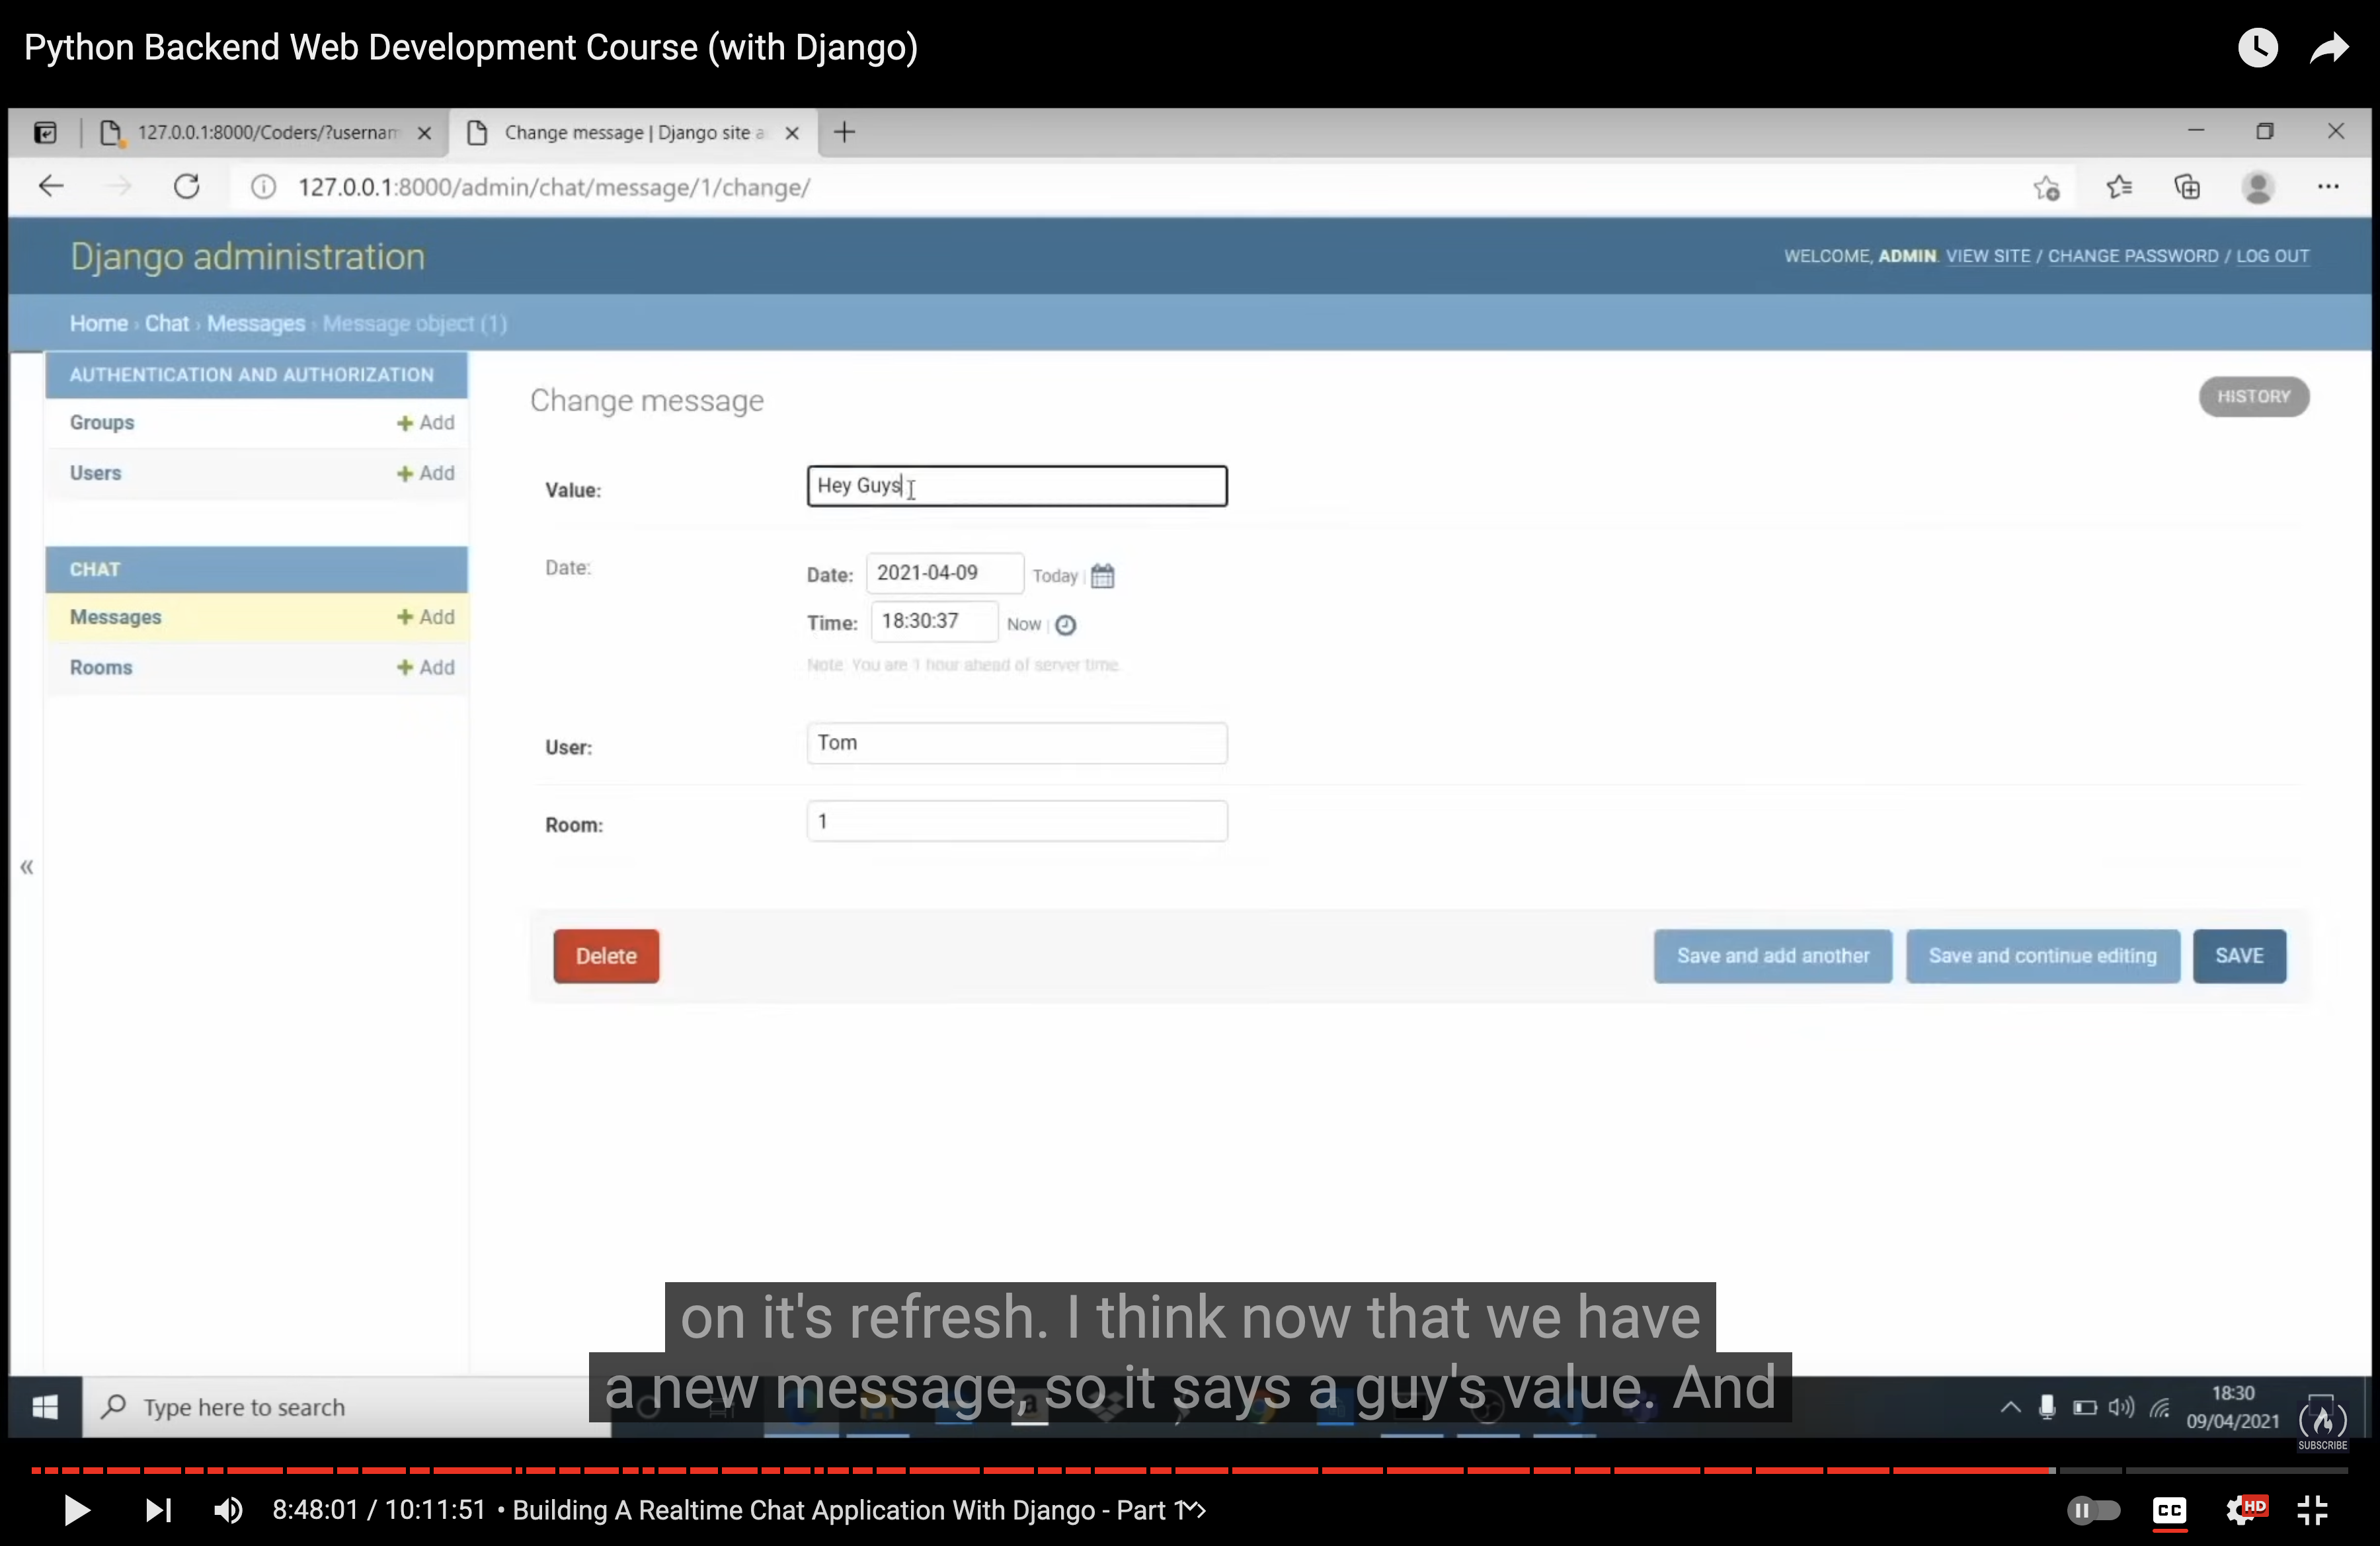 Python Backend Web Development Course (with Django)
127.0.0.1:8000/Coders/?usernam
Change message | Django site a
127.0.0.1:8000/admin/chat/message/1/change/
Django administration
WELCOME, ADMIN. VIEW SITE / CHANGE PASSWORD / LOG OUT
Home › Chat › Messages › Message object (1)
AUTHENTICATION AND AUTHORIZATION
Groups + Add
Users + Add
CHAT
Messages + Add
Rooms + Add
«
Change message
HISTORY
Value: Hey Guys
Date: Date: 2021-04-09 Today |
Time: 18:30:37 Now |
Note: You are 1 hour ahead of server time.
User: Tom
Room: 1
Delete
Save and add another
Save and continue editing
SAVE
on it's refresh. I think now that we have
a new message, so it says a guy's value. And
Type here to search
a
18:30
09/04/2021
SUBSCRIBE
8:48:01 / 10:11:51 • Building A Realtime Chat Application With Django - Part 1
CC
HD